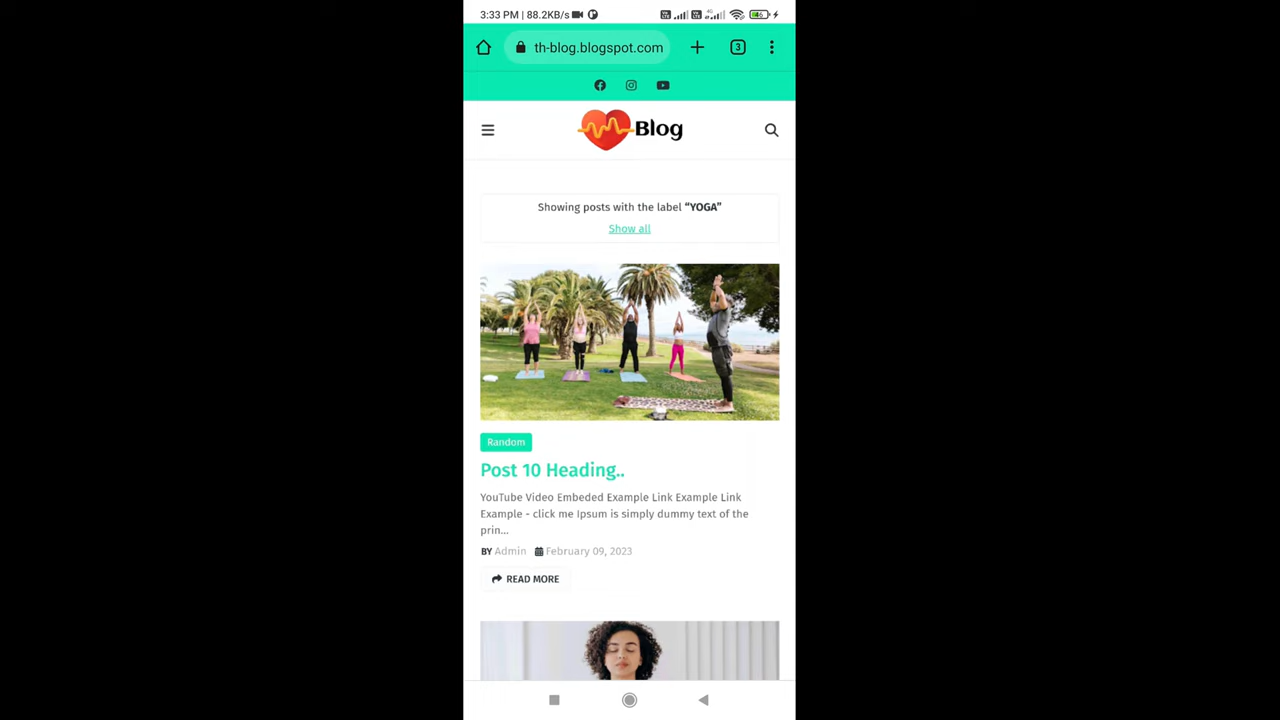 3:33 PM | 88.2KB/s
th-blog.blogspot.com
3
Blog
Showing posts with the label “YOGA”
Show all
Random
Post 10 Heading..
YouTube Video Embeded Example Link Example Link
Example - click me Ipsum is simply dummy text of the
prin...
BY Admin February 09, 2023
READ MORE